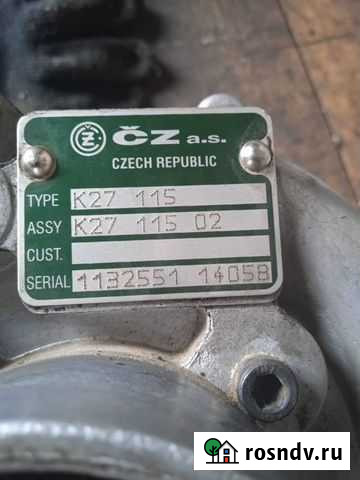 ČZ a.s.
CZECH REPUBLIC
TYPE K27 115
ASSY K27 115 02
CUST.
SERIAL 1132551 14058
rosndv.ru